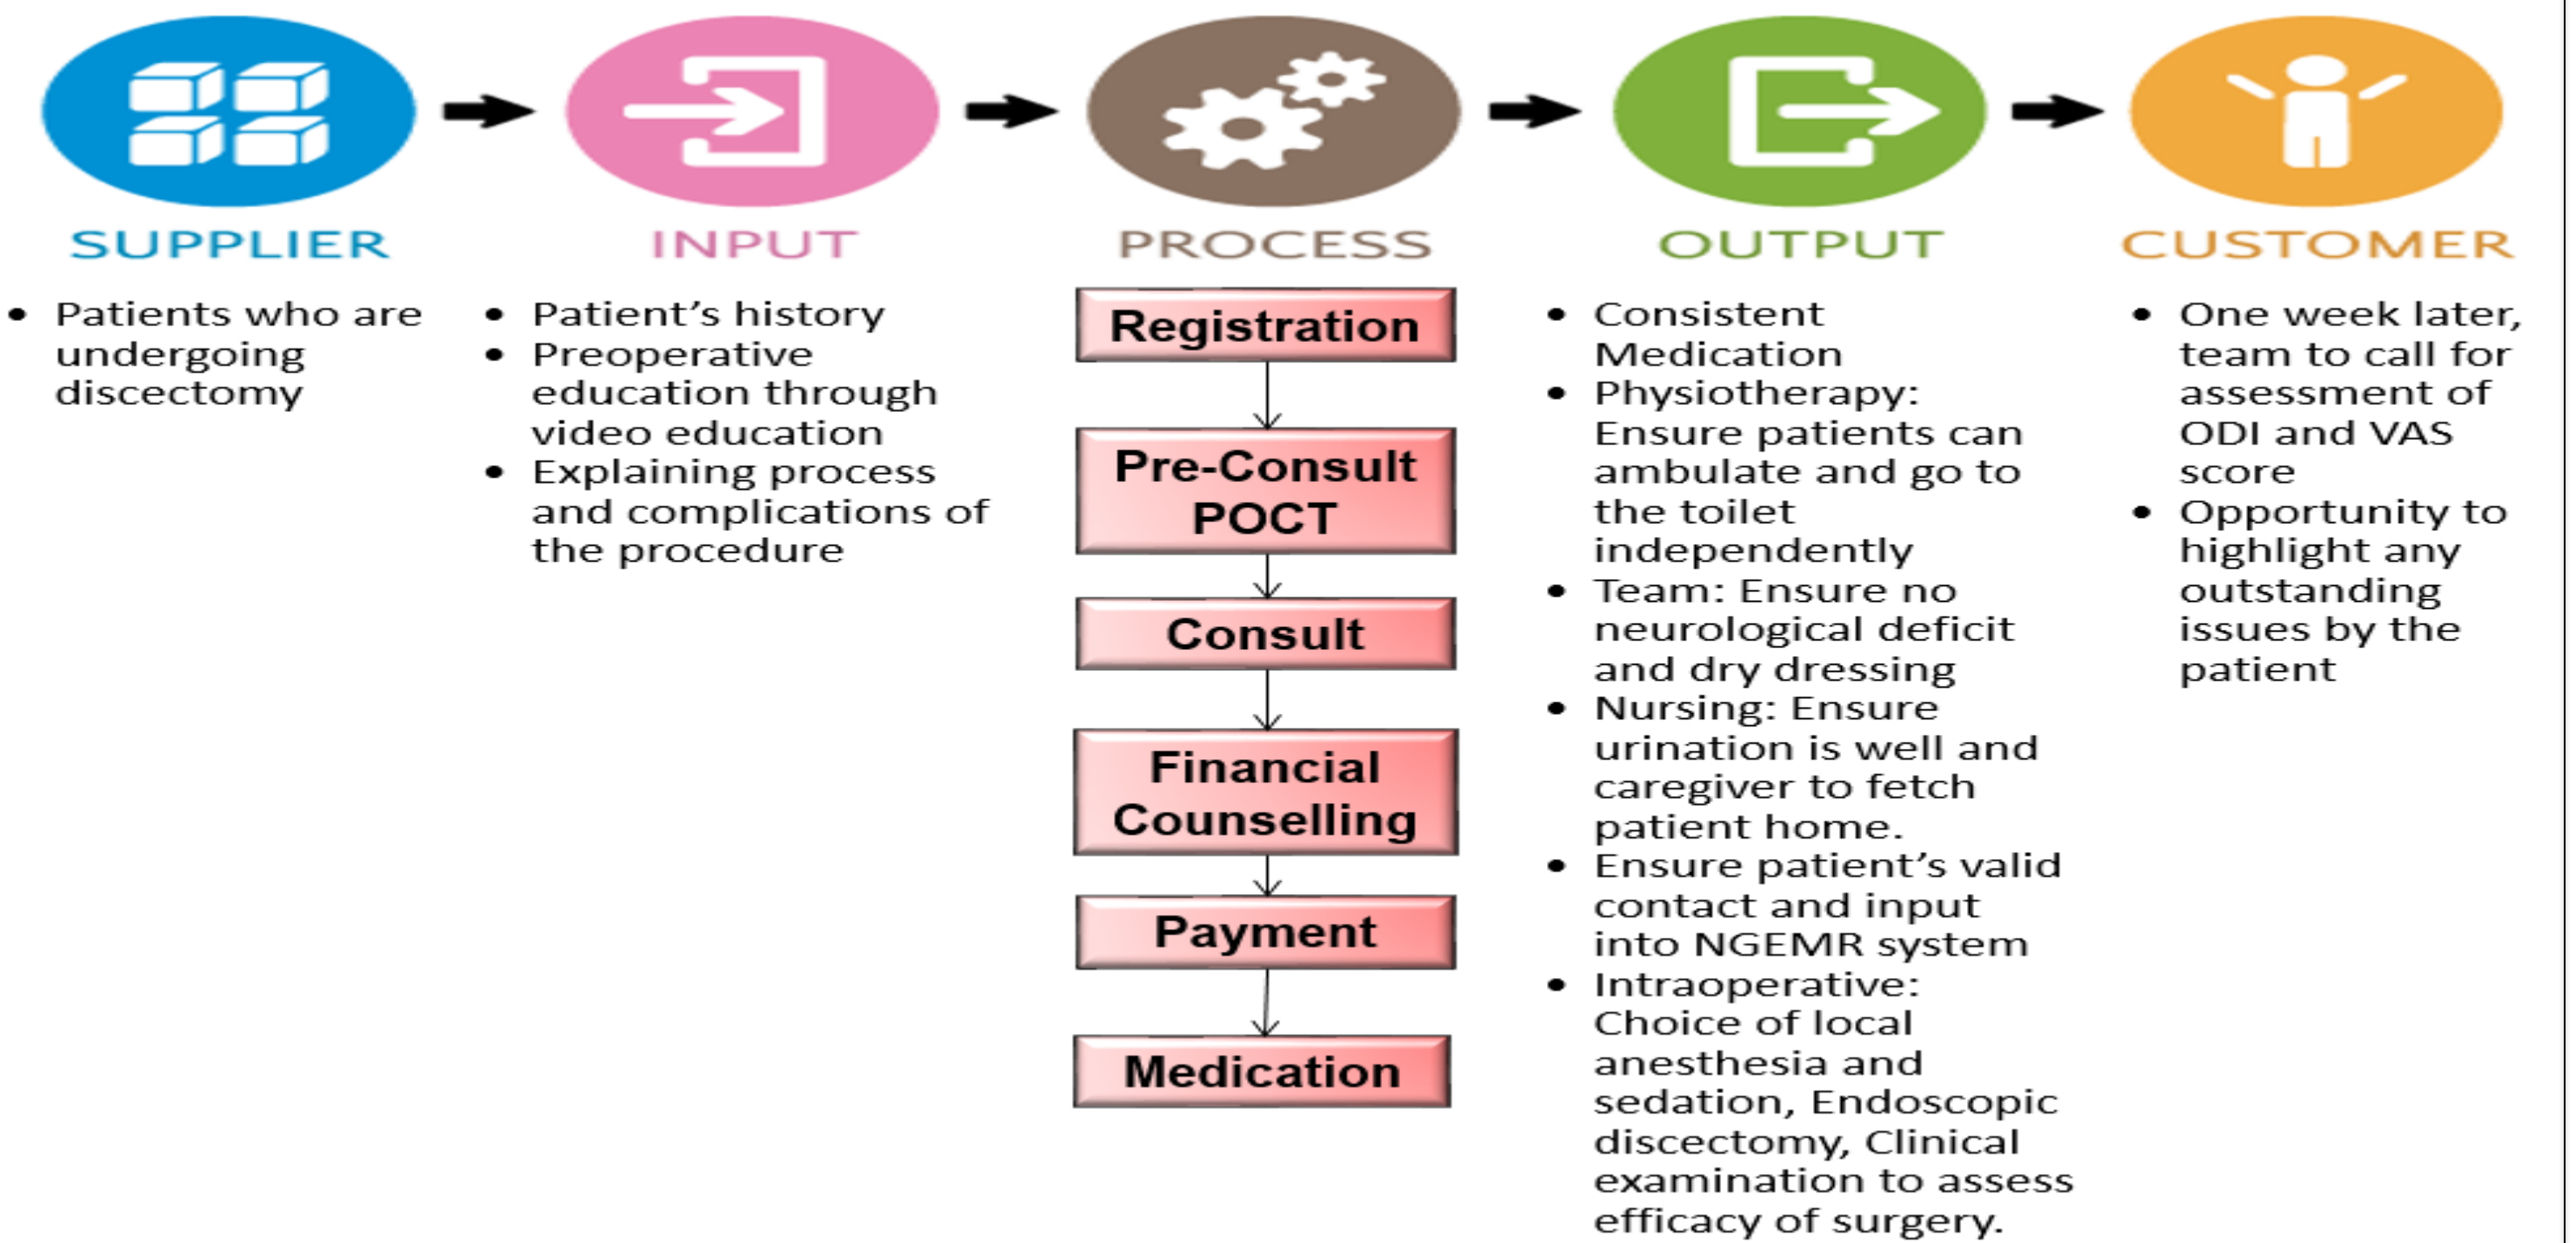 SUPPLIER
INPUT
PROCESS
OUTPUT
CUSTOMER
• Patients who are
undergoing
discectomy
• Patient’s history
• Preoperative
education through
video education
• Explaining process
and complications of
the procedure
Registration
Pre-Consult
POCT
Consult
Financial
Counselling
Payment
Medication
• Consistent
Medication
• Physiotherapy:
Ensure patients can
ambulate and go to
the toilet
independently
• Team: Ensure no
neurological deficit
and dry dressing
• Nursing: Ensure
urination is well and
caregiver to fetch
patient home.
• Ensure patient’s valid
contact and input
into NGEMR system
• Intraoperative:
Choice of local
anesthesia and
sedation, Endoscopic
discectomy, Clinical
examination to assess
efficacy of surgery.
• One week later,
team to call for
assessment of
ODI and VAS
score
• Opportunity to
highlight any
outstanding
issues by the
patient